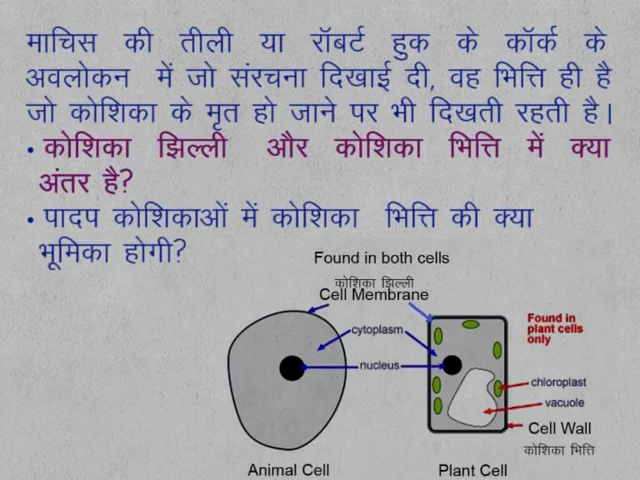 माचिस की तीली या रॉबर्ट हुक के कॉर्क के
अवलोकन में जो संरचना दिखाई दी, वह भित्ति ही है
जो कोशिका के मृत हो जाने पर भी दिखती रहती है।
• कोशिका झिल्ली और कोशिका भित्ति में क्या
अंतर है?
• पादप कोशिकाओं में कोशिका भित्ति की क्या
भूमिका होगी?
Found in both cells
कोशिका झिल्ली
Cell Membrane
Found in
plant cells
only
cytoplasm
nucleus
chloroplast
vacuole
Cell Wall
कोशिका भित्ति
Animal Cell
Plant Cell